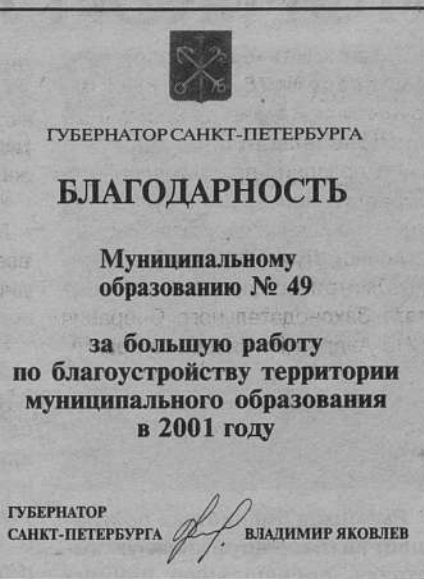 ГУБЕРНАТОР САНКТ-ПЕТЕРБУРГА
БЛАГОДАРНОСТЬ
Муниципальному
образованию № 49
за большую работу
по благоустройству территории
муниципального образования
в 2001 году
ГУБЕРНАТОР
САНКТ-ПЕТЕРБУРГА ВЛАДИМИР ЯКОВЛЕВ